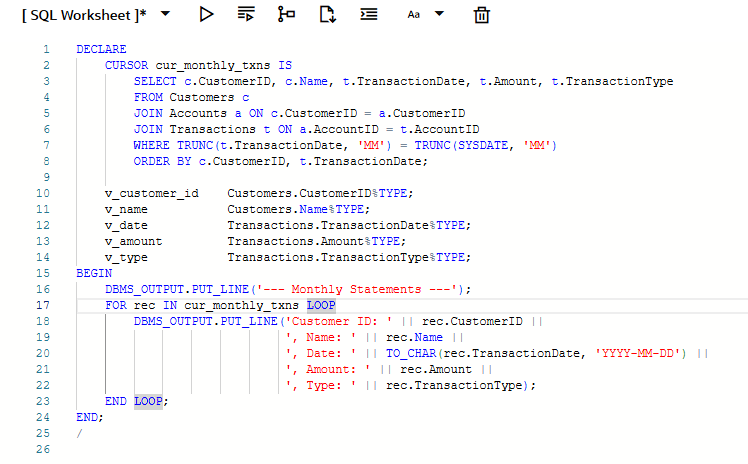 [ SQL Worksheet ]*
Aa
1 DECLARE
2 CURSOR cur_monthly_txns IS
3 SELECT c.CustomerID, c.Name, t.TransactionDate, t.Amount, t.TransactionType
4 FROM Customers c
5 JOIN Accounts a ON c.CustomerID = a.CustomerID
6 JOIN Transactions t ON a.AccountID = t.AccountID
7 WHERE TRUNC(t.TransactionDate, 'MM') = TRUNC(SYSDATE, 'MM')
8 ORDER BY c.CustomerID, t.TransactionDate;
9
10 v_customer_id Customers.CustomerID%TYPE;
11 v_name Customers.Name%TYPE;
12 v_date Transactions.TransactionDate%TYPE;
13 v_amount Transactions.Amount%TYPE;
14 v_type Transactions.TransactionType%TYPE;
15 BEGIN
16 DBMS_OUTPUT.PUT_LINE('--- Monthly Statements ---');
17 FOR rec IN cur_monthly_txns LOOP
18 DBMS_OUTPUT.PUT_LINE('Customer ID: ' || rec.CustomerID ||
19 ', Name: ' || rec.Name ||
20 ', Date: ' || TO_CHAR(rec.TransactionDate, 'YYYY-MM-DD') ||
21 ', Amount: ' || rec.Amount ||
22 ', Type: ' || rec.TransactionType);
23 END LOOP;
24 END;
25 /
26